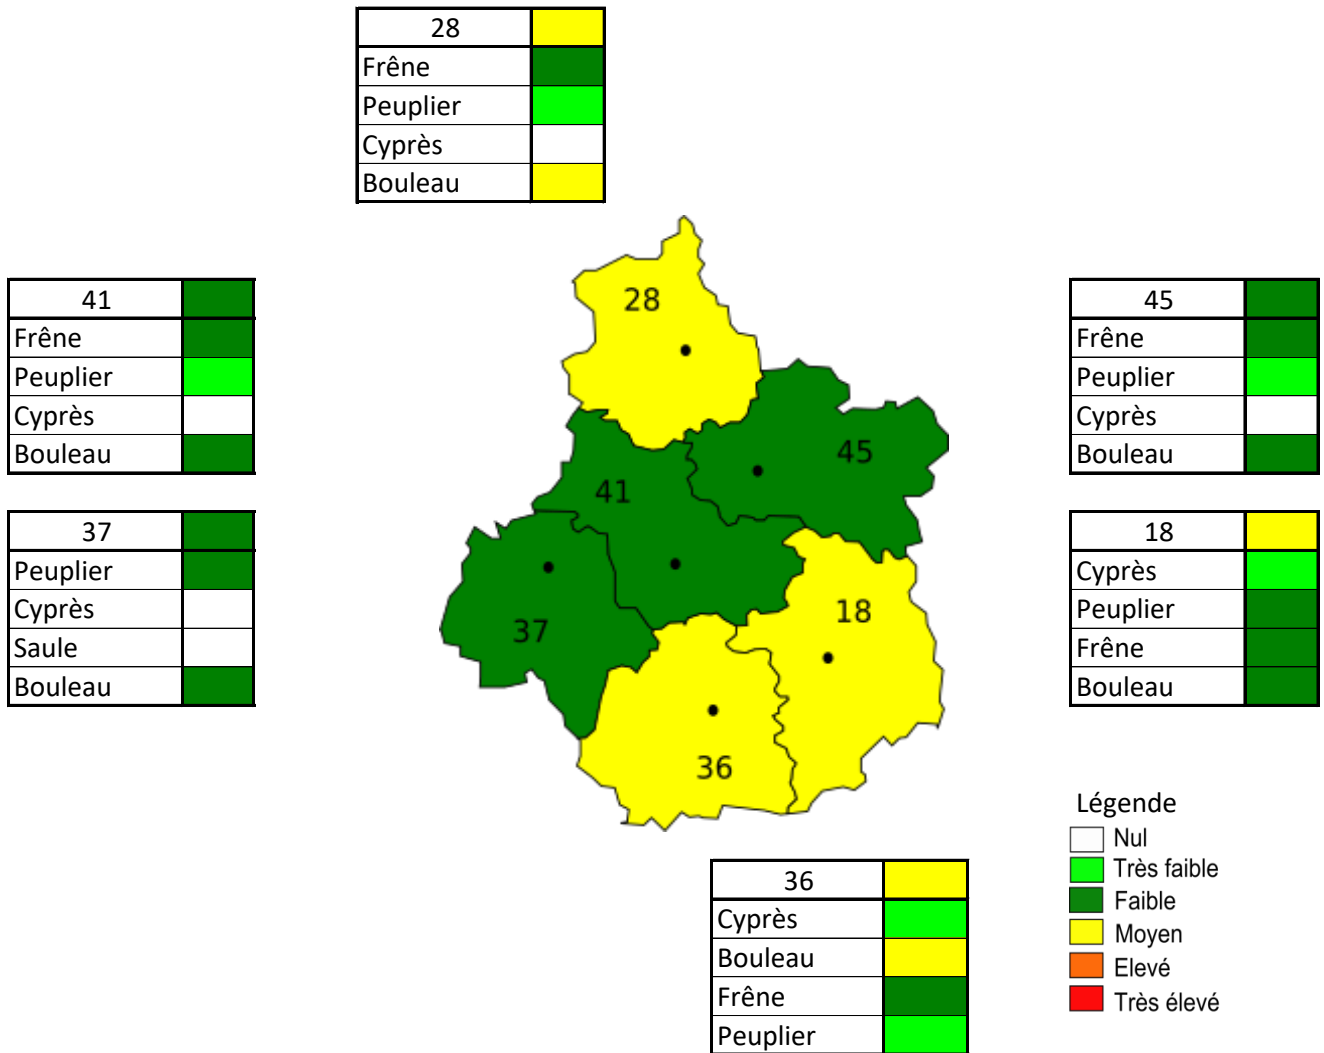 28
Frêne
Peuplier
Cyprès
Bouleau
41
Frêne
Peuplier
Cyprès
Bouleau
37
Peuplier
Cyprès
Saule
Bouleau
28
45
41
18
37
36
45
Frêne
Peuplier
Cyprès
Bouleau
18
Cyprès
Peuplier
Frêne
Bouleau
36
Cyprès
Bouleau
Frêne
Peuplier
Légende
Nul
Très faible
Faible
Moyen
Elevé
Très élevé